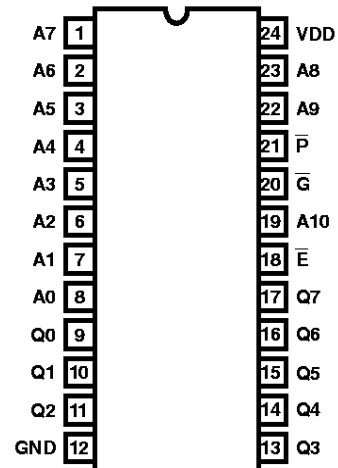 A7 1 24 VDD
A6 2 23 A8
A5 3 22 A9
A4 4 21 P̅
A3 5 20 G̅
A2 6 19 A10
A1 7 18 E̅
A0 8 17 Q7
Q0 9 16 Q6
Q1 10 15 Q5
Q2 11 14 Q4
GND 12 13 Q3